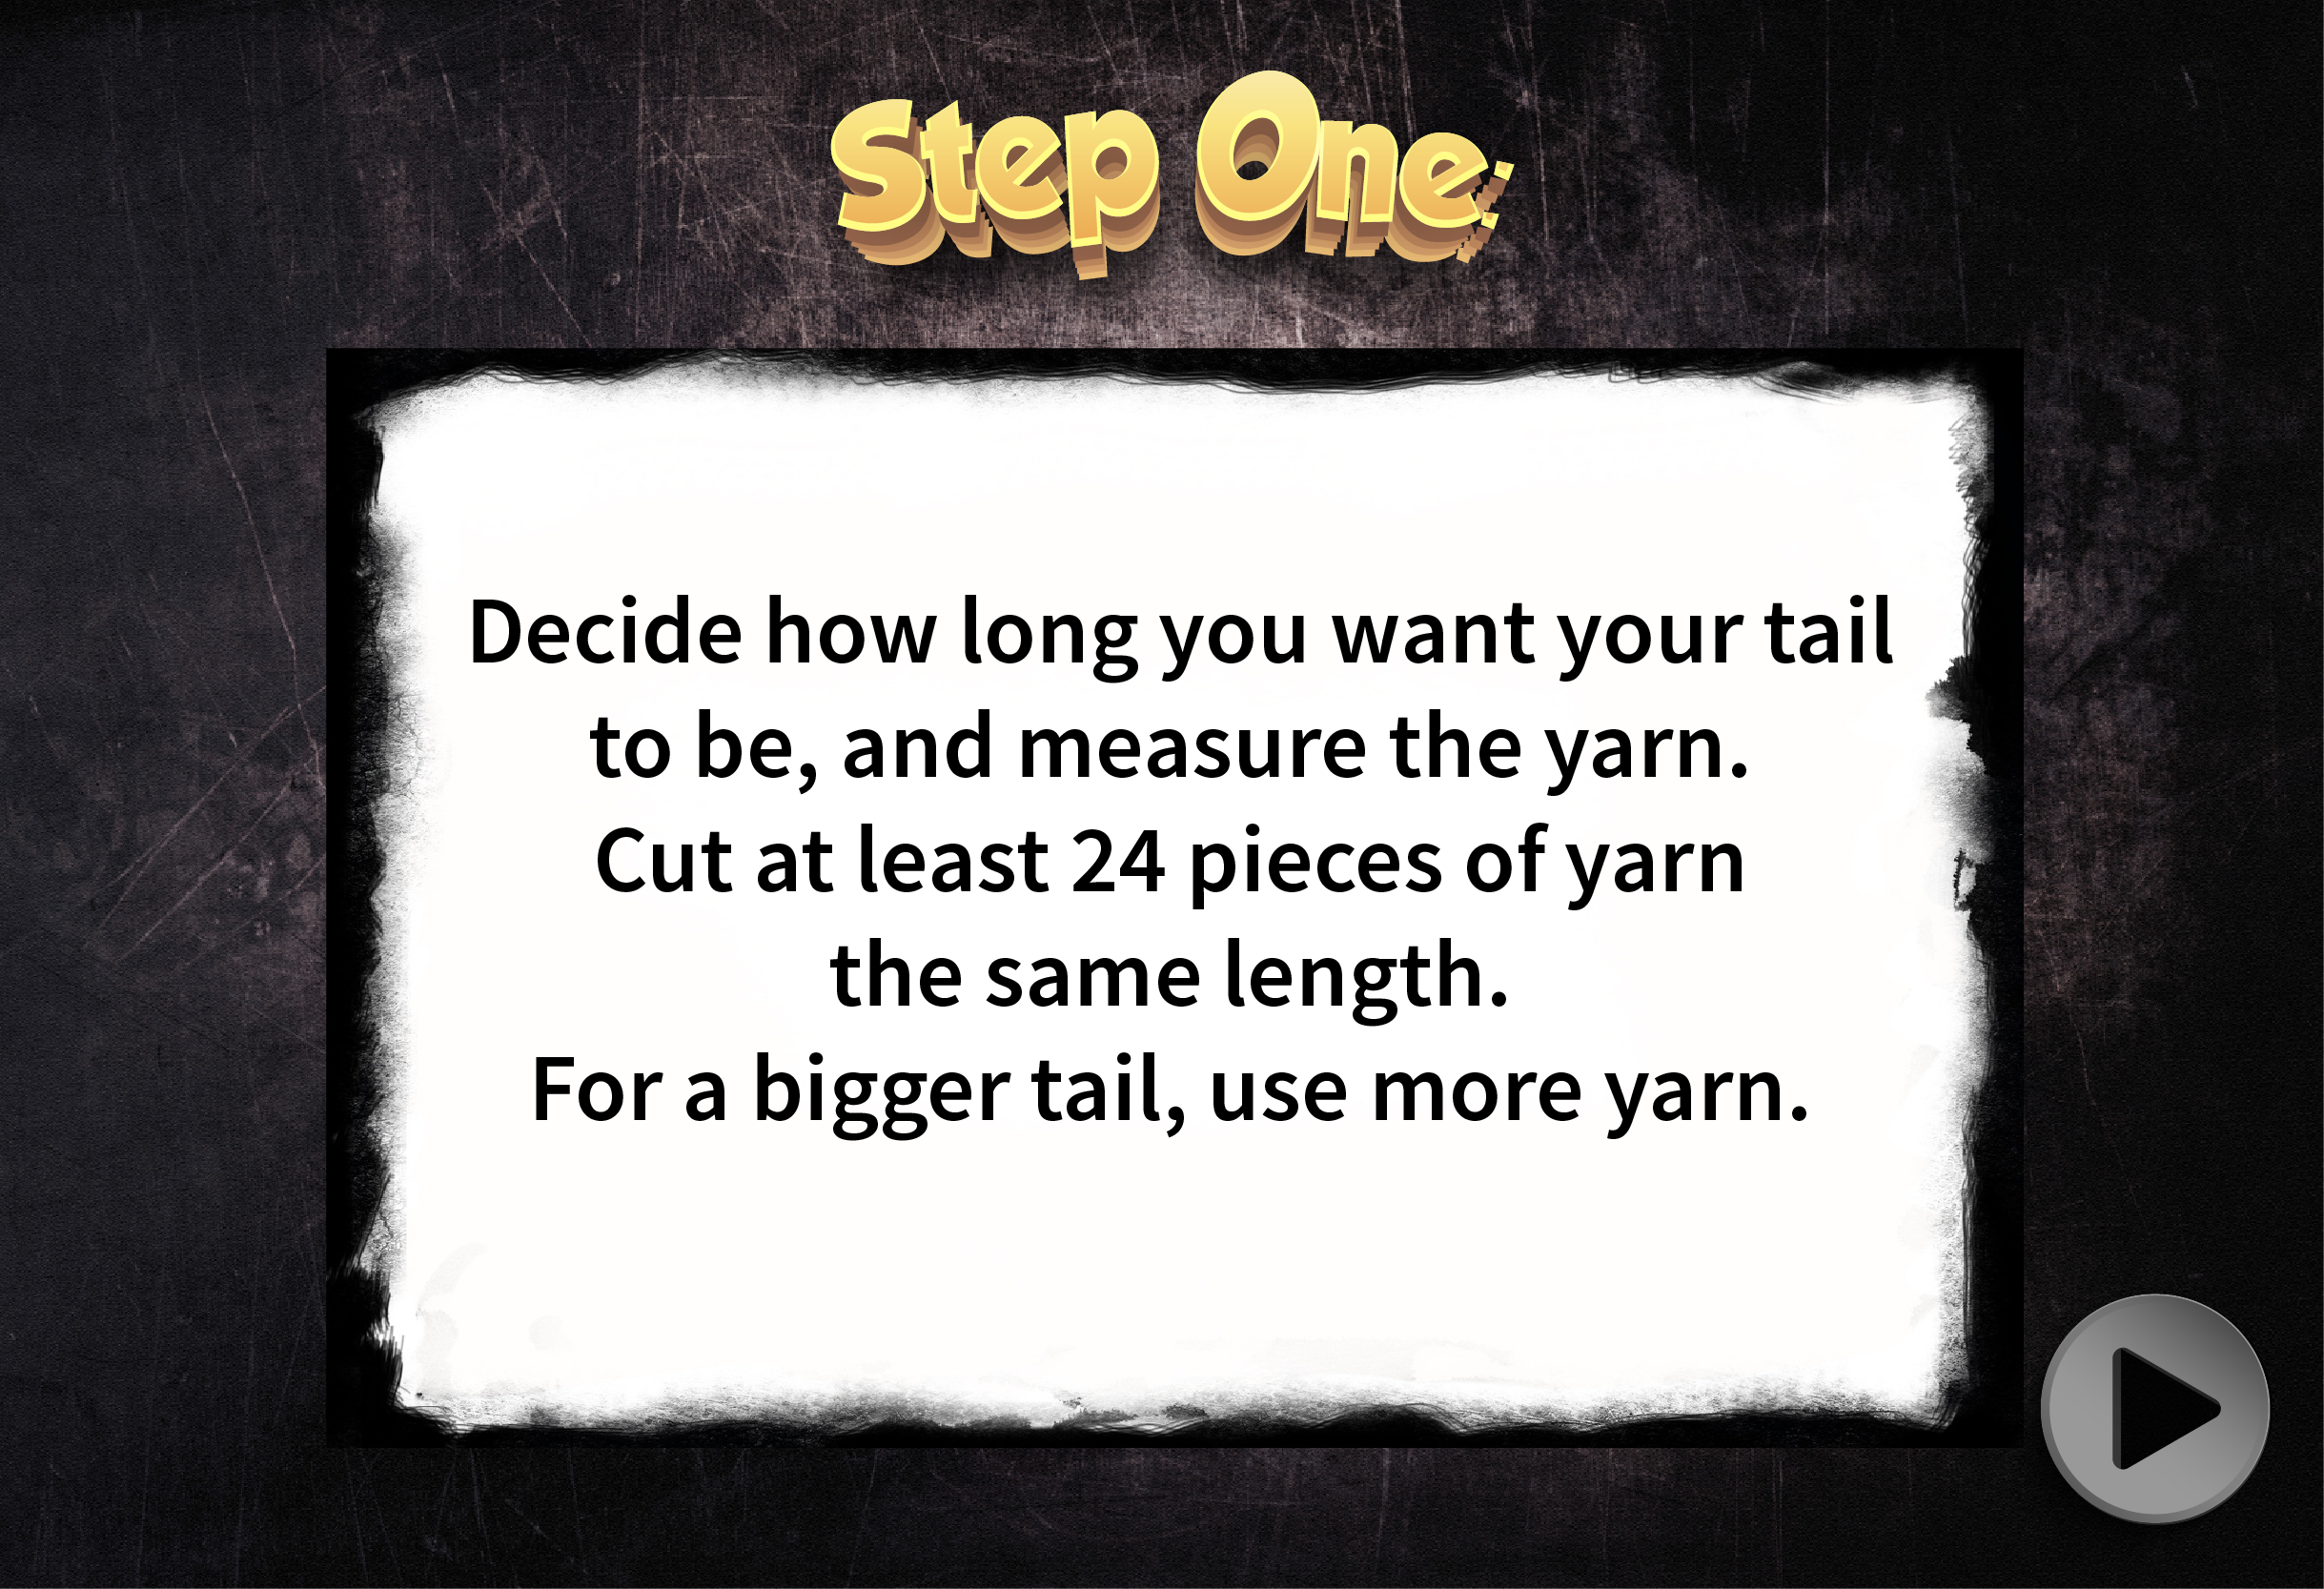 Step One:
Decide how long you want your tail
to be, and measure the yarn.
Cut at least 24 pieces of yarn
the same length.
For a bigger tail, use more yarn.